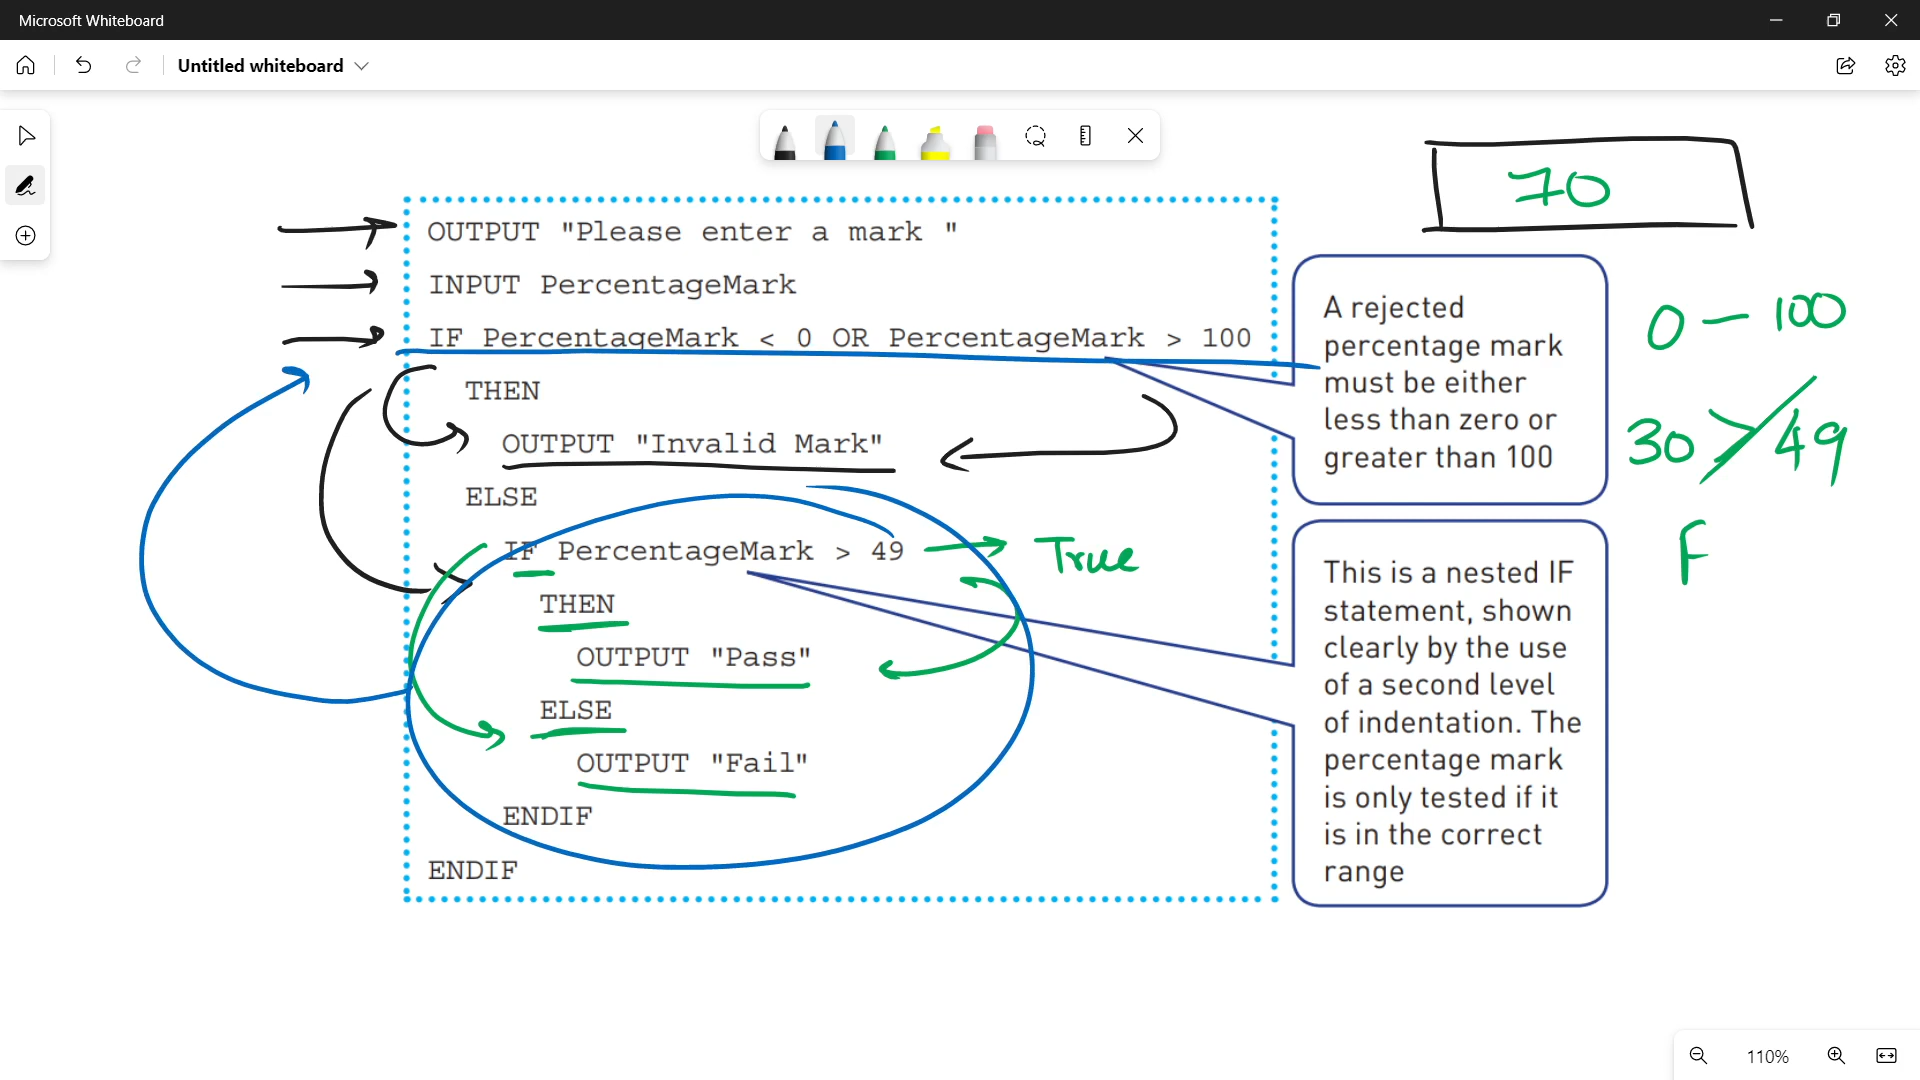 Microsoft Whiteboard
Untitled whiteboard
70
OUTPUT "Please enter a mark "
INPUT PercentageMark
IF PercentageMark < 0 OR PercentageMark > 100
THEN
OUTPUT "Invalid Mark"
ELSE
IF PercentageMark > 49
True
THEN
OUTPUT "Pass"
ELSE
OUTPUT "Fail"
ENDIF
ENDIF
A rejected
percentage mark
must be either
less than zero or
greater than 100
This is a nested IF
statement, shown
clearly by the use
of a second level
of indentation. The
percentage mark
is only tested if it
is in the correct
range
0 — 100
30 > 49
F
110%